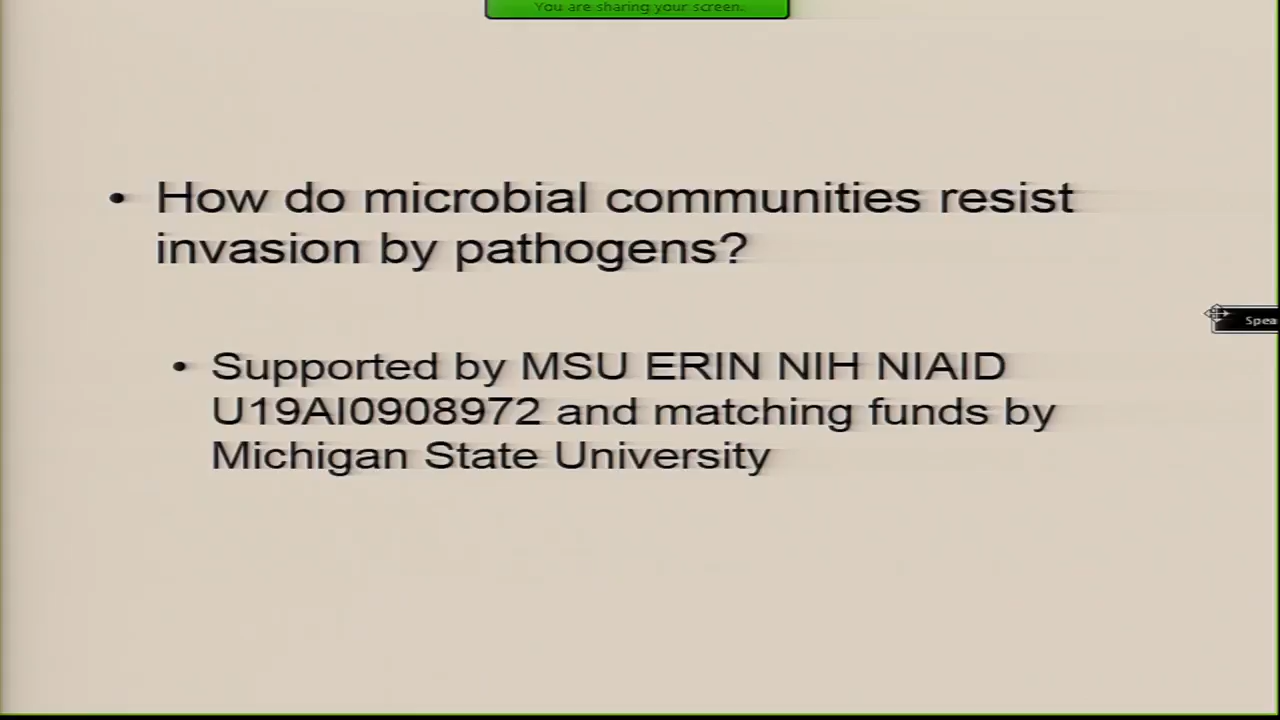 You are sharing your screen.
• How do microbial communities resist
invasion by pathogens?
Spea
• Supported by MSU ERIN NIH NIAID
U19AI0908972 and matching funds by
Michigan State University